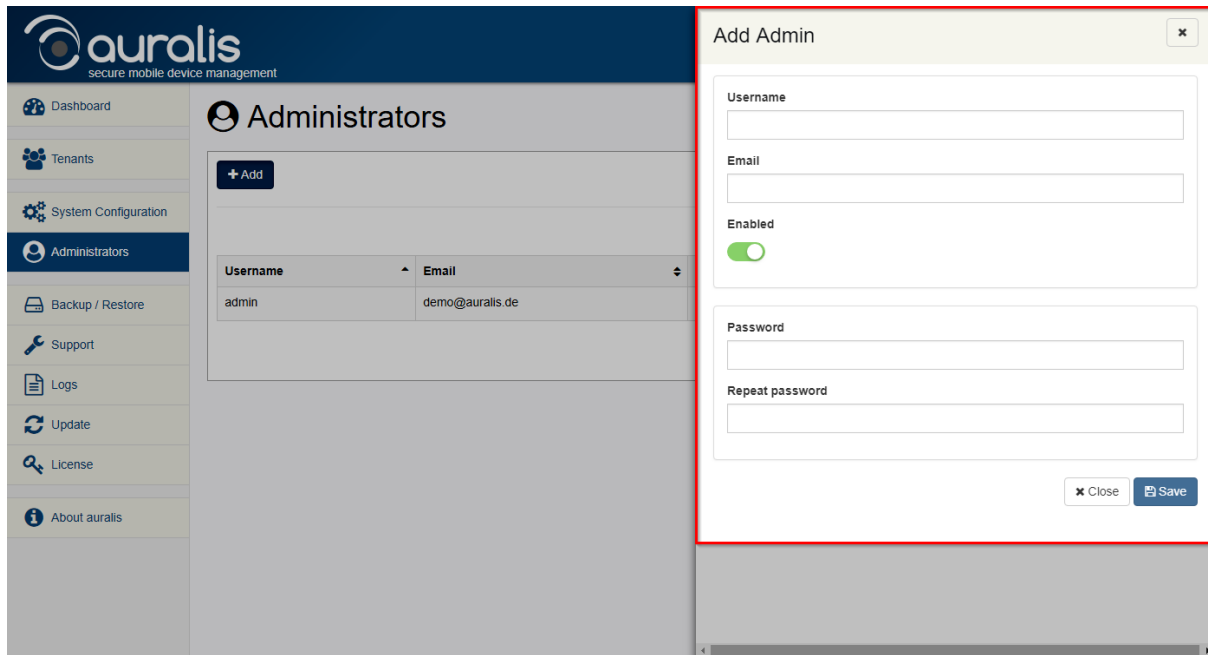 auralis
secure mobile device management
Dashboard
Tenants
System Configuration
Administrators
Backup / Restore
Support
Logs
Update
License
About auralis
Administrators
Add
Username Email
admin demo@auralis.de
Add Admin
Username
Email
Enabled
Password
Repeat password
Close Save